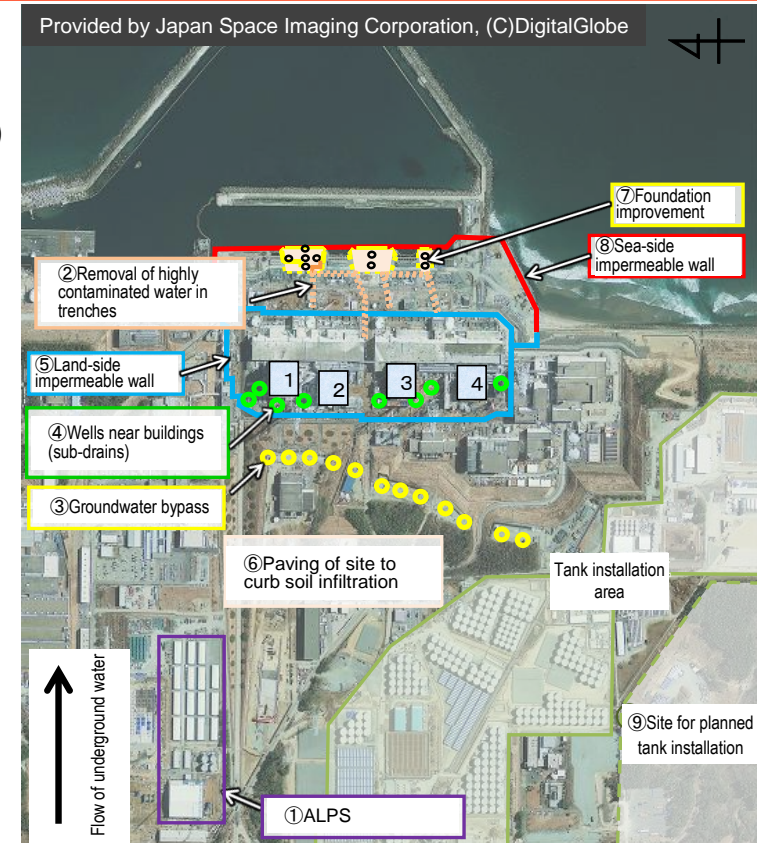 Provided by Japan Space Imaging Corporation, (C)DigitalGlobe
)
⑦Foundation
improvement
⑧Sea-side
impermeable wall
②Removal of highly
contaminated water in
trenches
⑤Land-side
impermeable wall
1
2
3
4
④Wells near buildings
(sub-drains)
③Groundwater bypass
⑥Paving of site to
curb soil infiltration
Tank installation
area
Flow of underground water
⑨Site for planned
tank installation
①ALPS